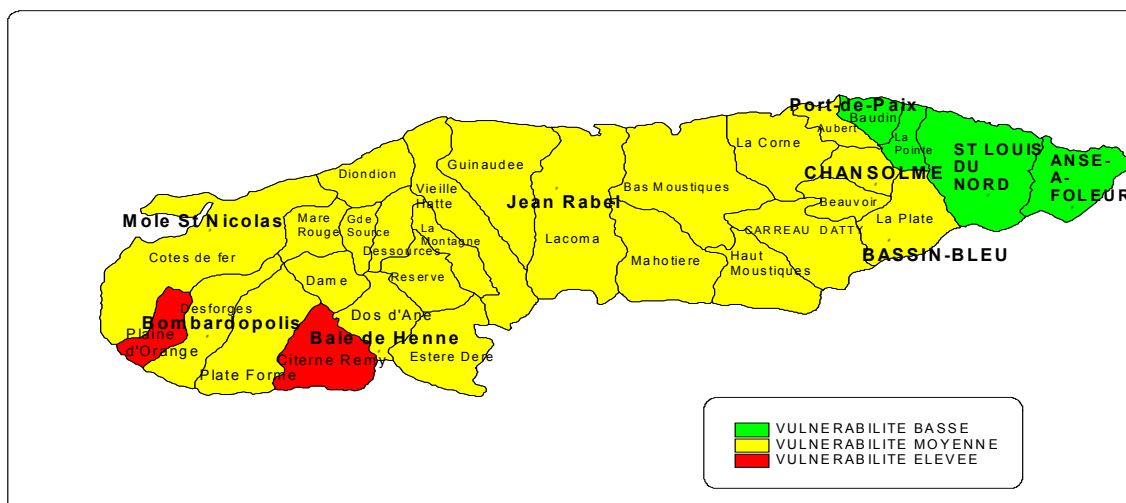 Port-de-Paix
Baudin
Aubert
La Corne
La
Pointe
ST LOUIS
DU
NORD
ANSE-
A-
FOLEUR
Guinaudee
Diondion
CHANSOLME
Vieille
Hatte
Bas Moustiques
Jean Rabel
Beauvoir
Mole St Nicolas
Mare
Rouge
Gde
Source
La Plate
La
Montagne
CARREAU DATTY
Lacoma
Dessources
BASSIN-BLEU
Cotes de fer
Mahotiere
Haut
Moustiques
Dame
Reserve
Desforges
Dos d'Ane
Bombardopolis
Plaine
d'Orange
Baie de Henne
Citerne Remy
Estere Dere
Plate Forme
VULNERABILITE BASSE
VULNERABILITE MOYENNE
VULNERABILITE ELEVEE